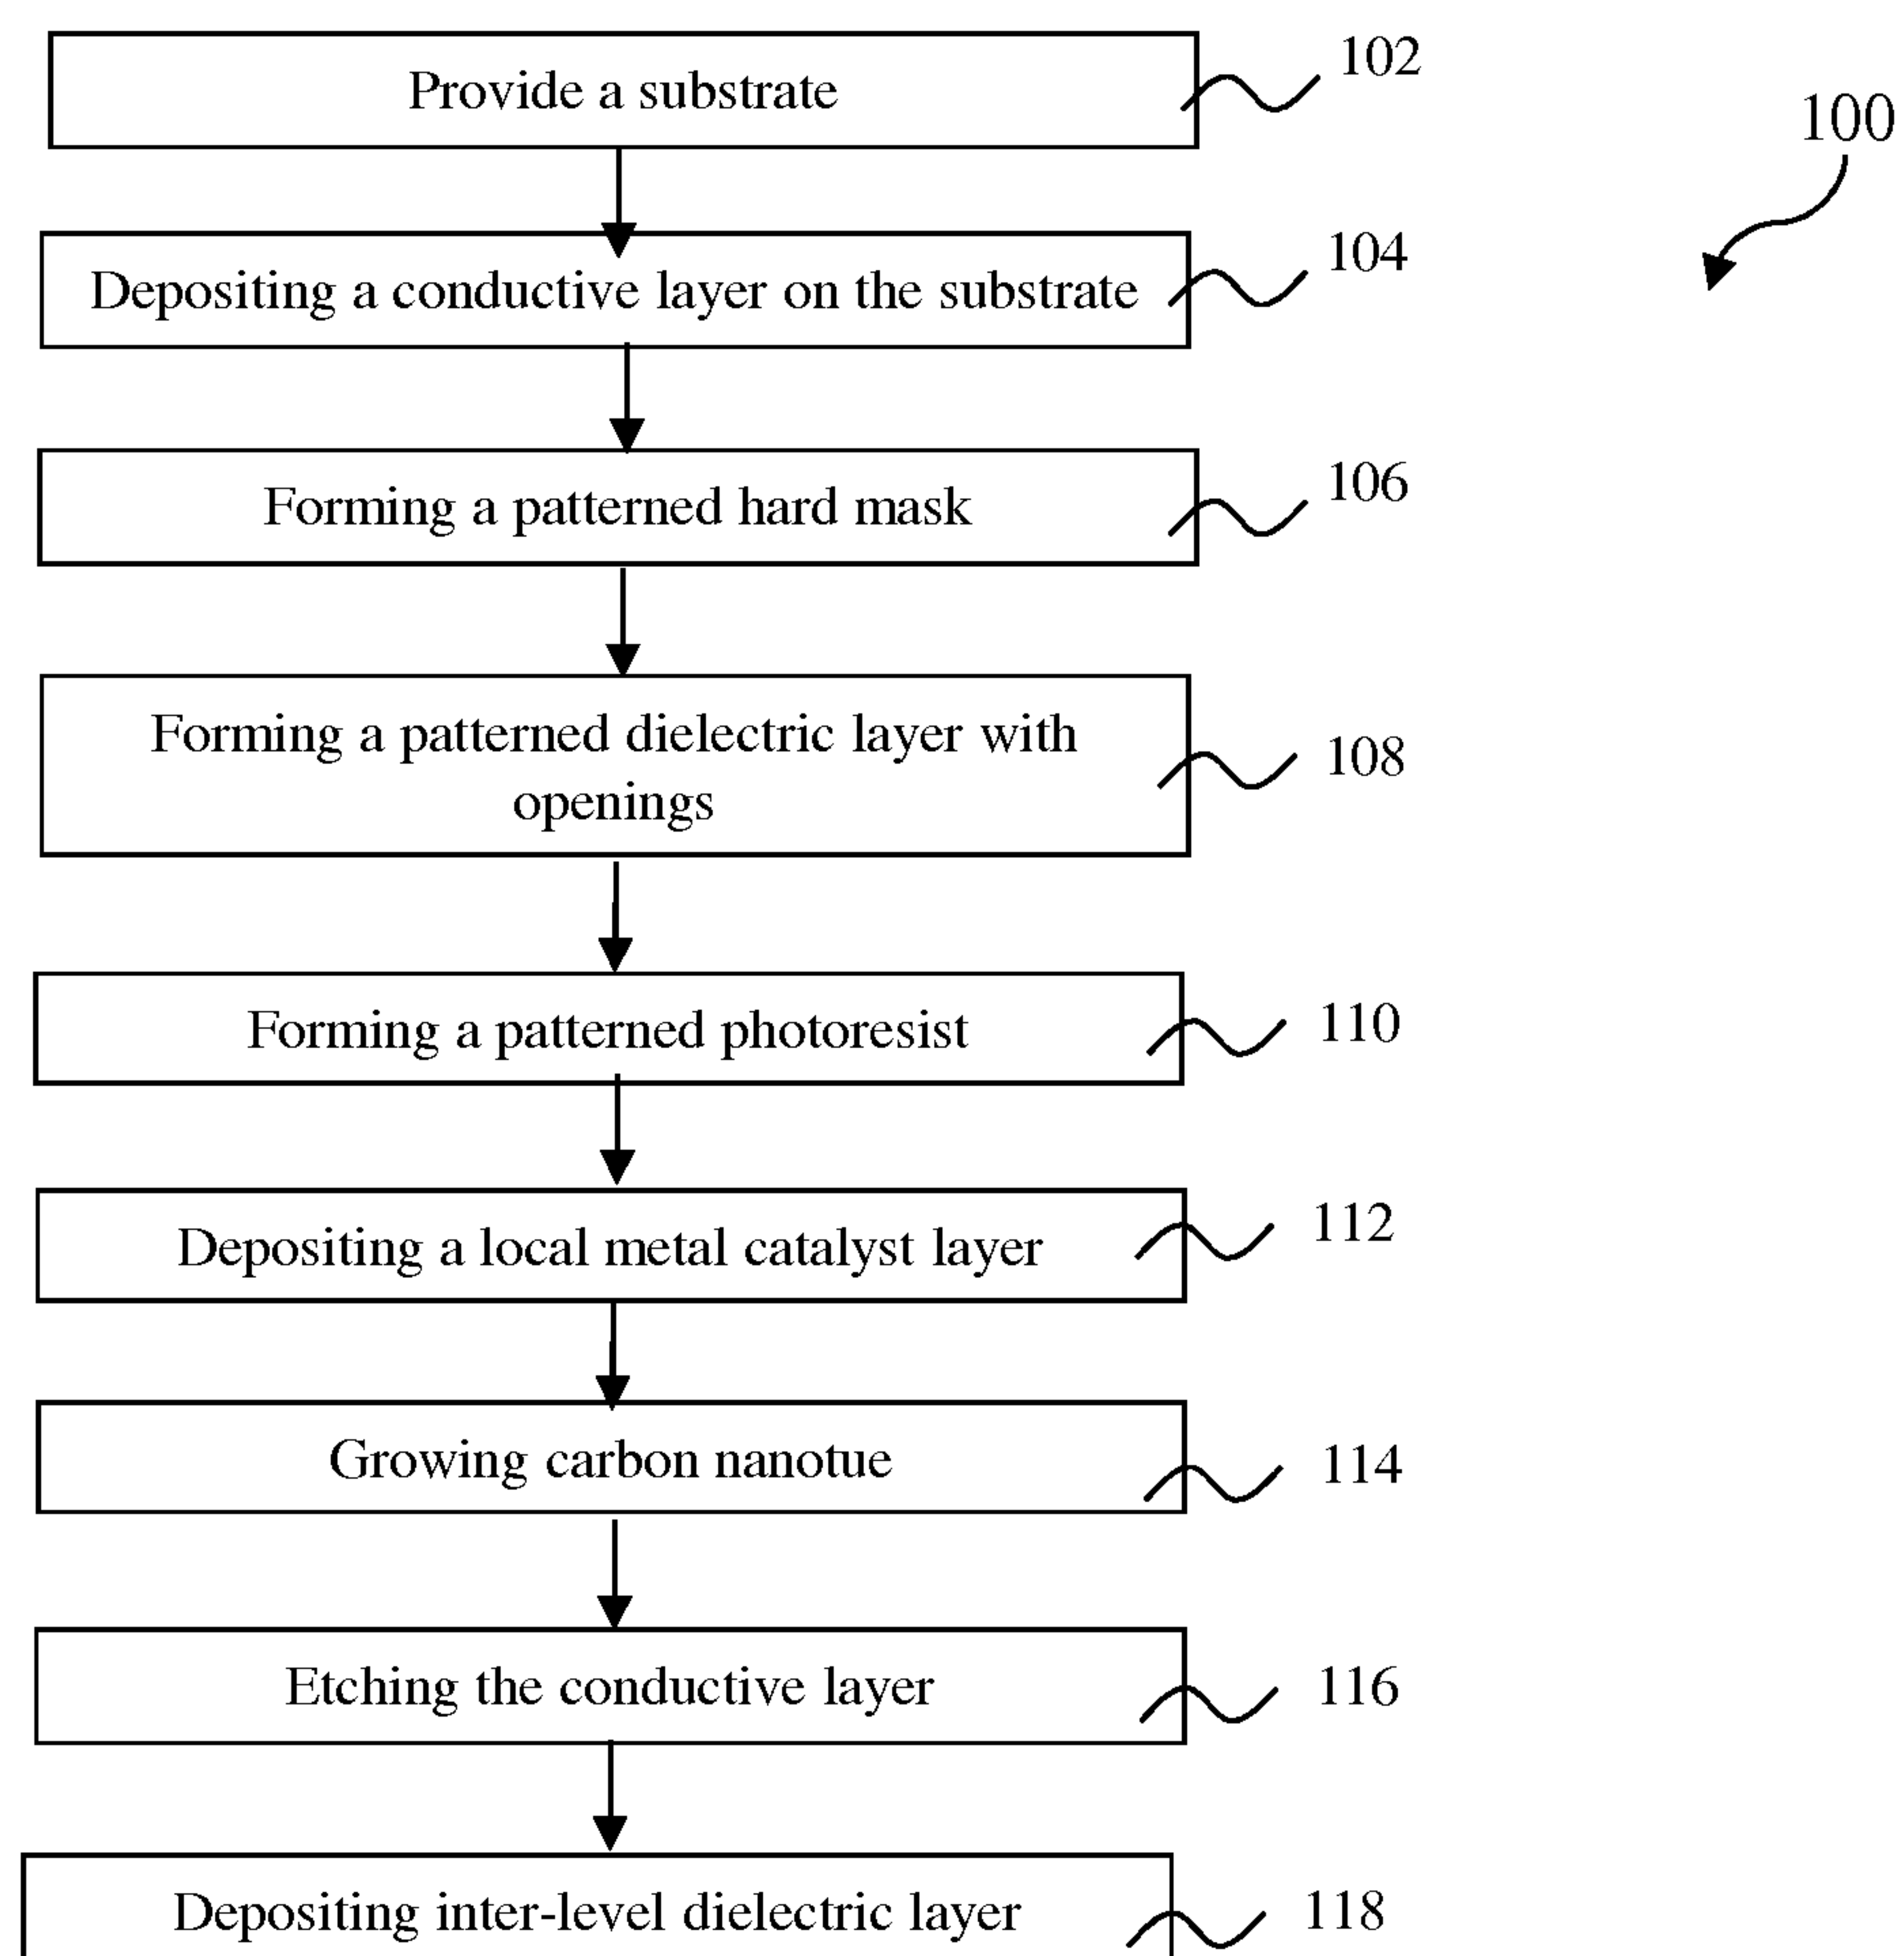 Provide a substrate
102
100
Depositing a conductive layer on the substrate
104
Forming a patterned hard mask
106
Forming a patterned dielectric layer with
openings
108
Forming a patterned photoresist
110
Depositing a local metal catalyst layer
112
Growing carbon nanotue
114
Etching the conductive layer
116
Depositing inter-level dielectric layer
118